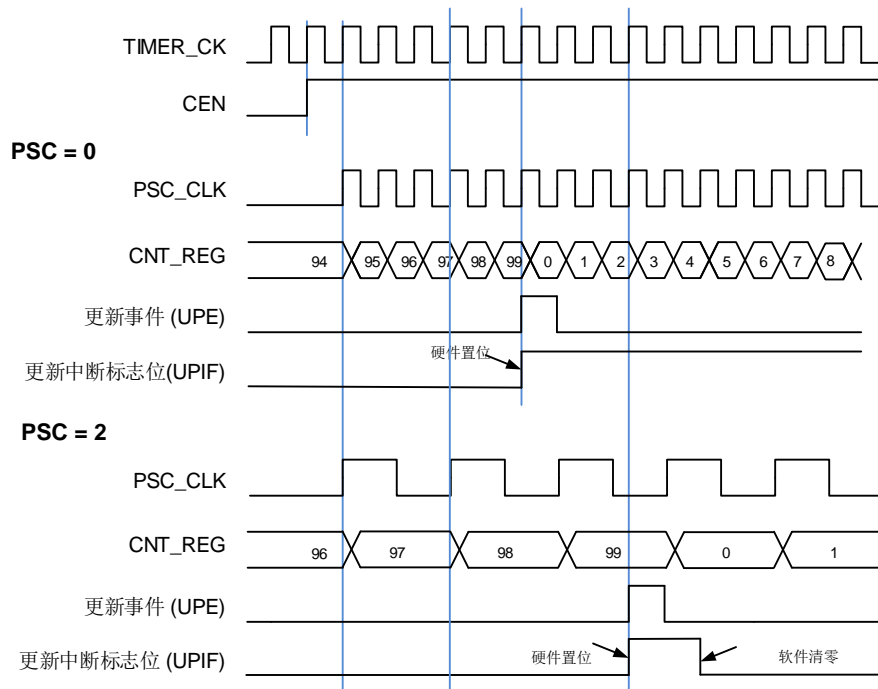 TIMER_CK
CEN
PSC = 0
PSC_CLK
CNT_REG 94 95 96 97 98 99 0 1 2 3 4 5 6 7 8
更新事件 (UPE)
硬件置位
更新中断标志位(UPIF)
PSC = 2
PSC_CLK
CNT_REG 96 97 98 99 0 1
更新事件 (UPE)
更新中断标志位 (UPIF) 硬件置位 软件清零